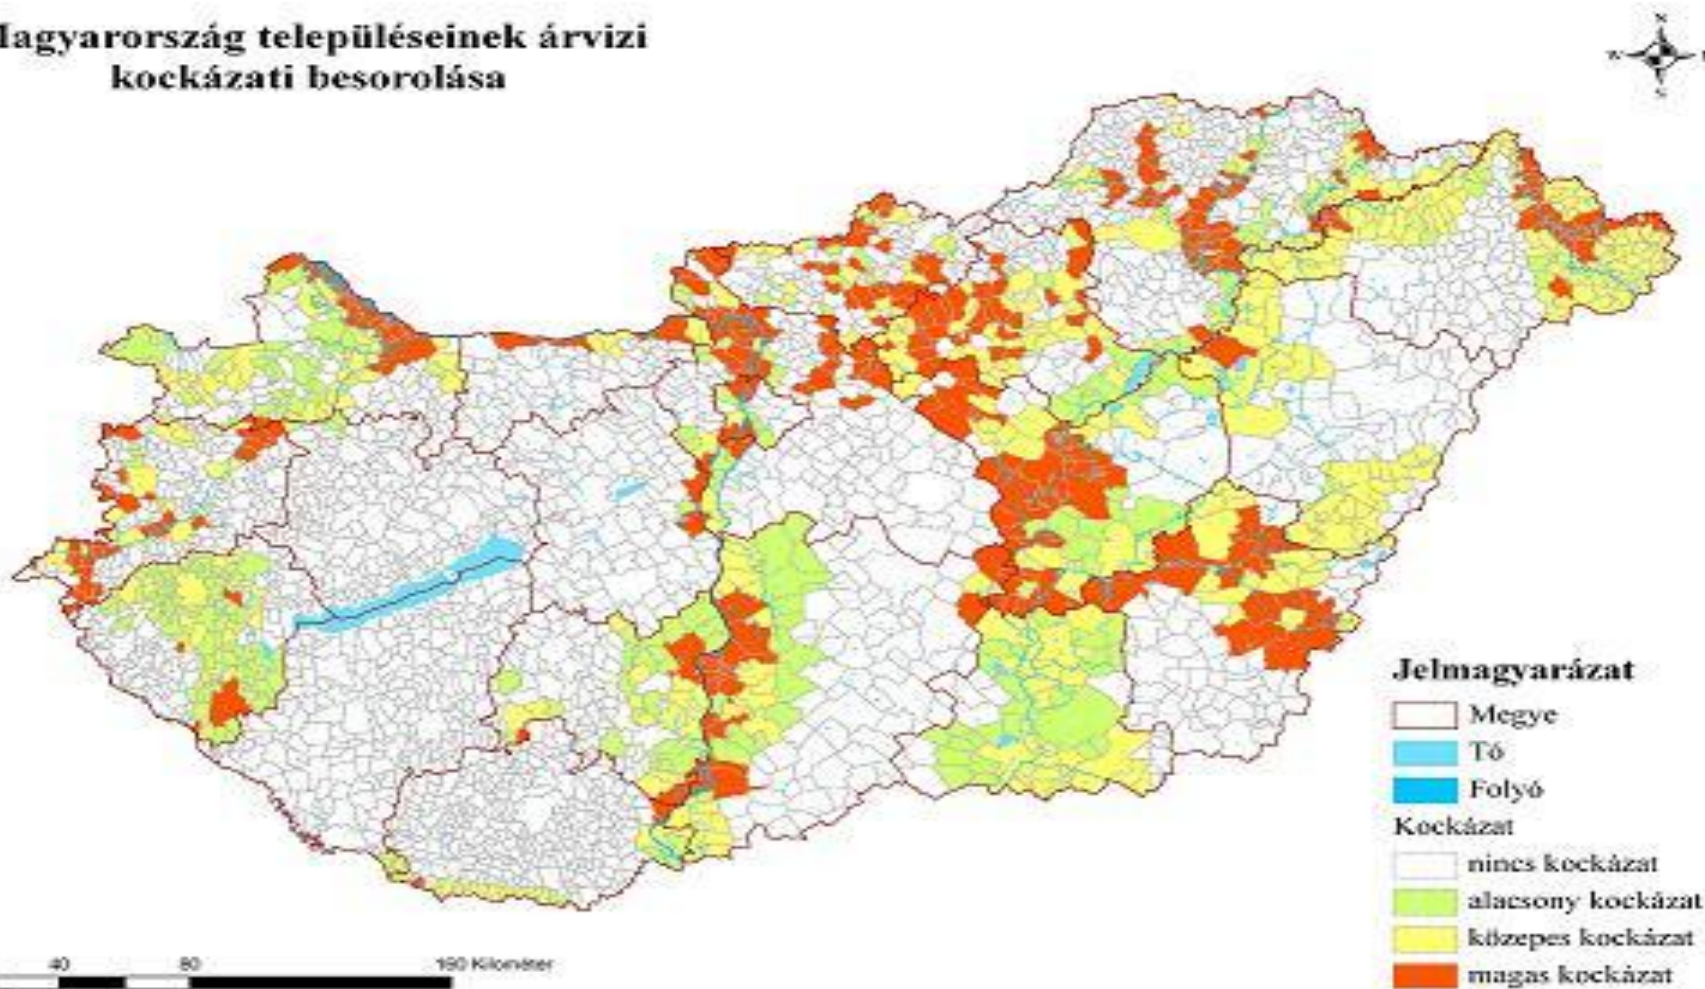 agyarország településeinek árvizi
kockázati besorolása
N
W
S
Jelmagyarázat
Megye
Tó
Folyó
Kockázat
nincs kockázat
alacsony kockázat
közepes kockázat
magas kockázat
40 80 160 Kilométer